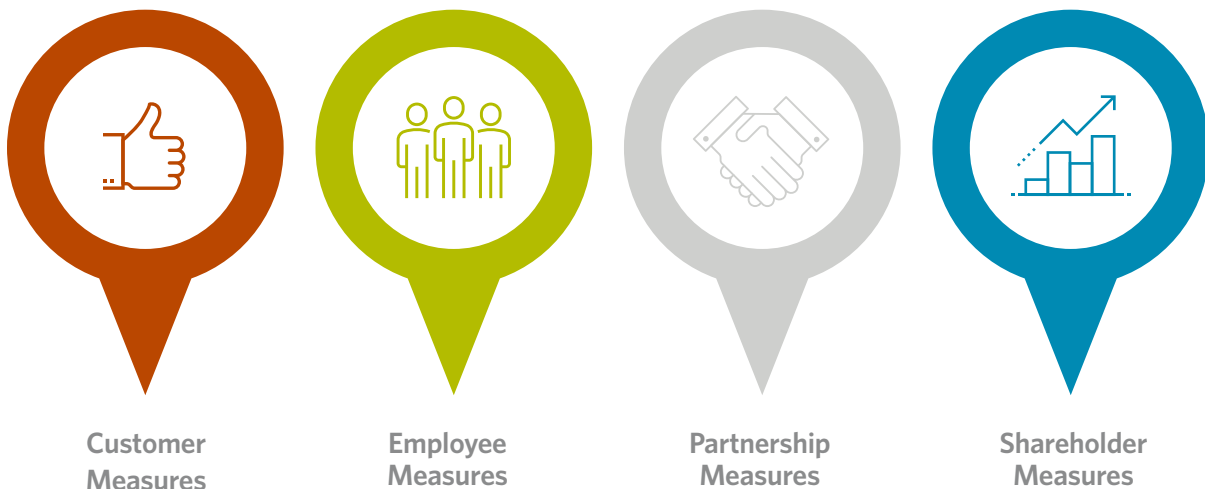 Customer
Measures
Employee
Measures
Partnership
Measures
Shareholder
Measures